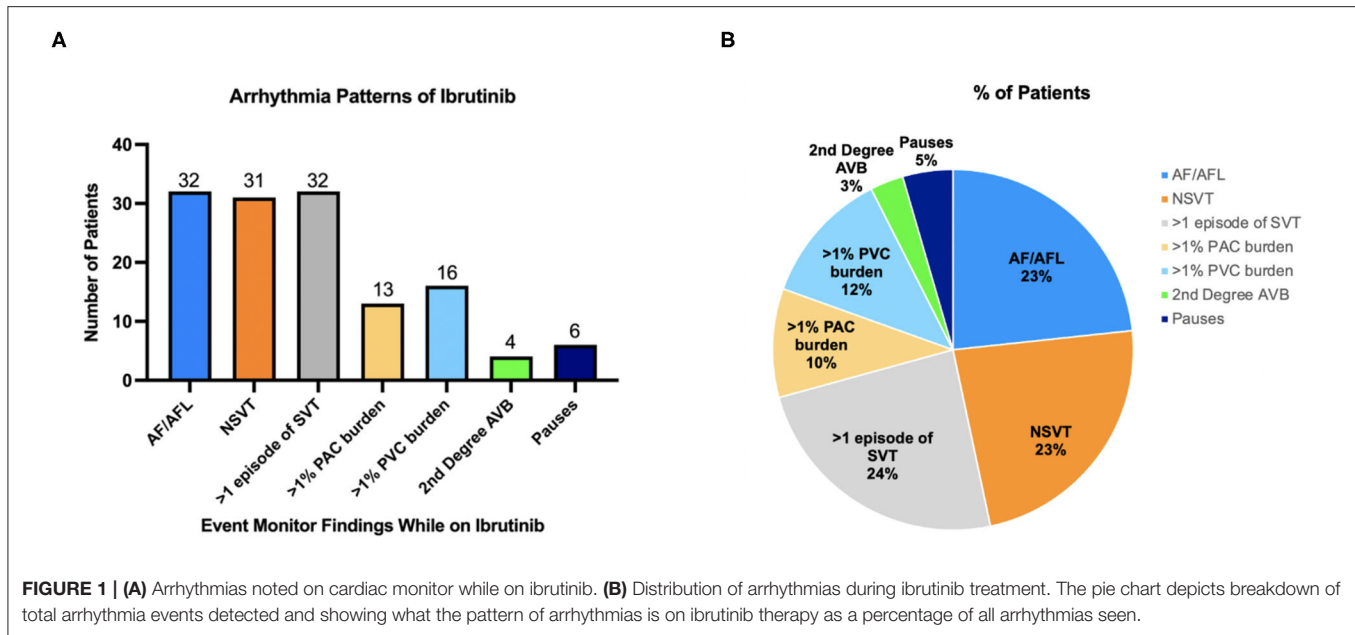 A
Arrhythmia Patterns of Ibrutinib
Number of Patients
40
30
20
10
0
32
31
32
13
16
4
6
AF/AFL
NSVT
>1 episode of SVT
>1% PAC burden
>1% PVC burden
2nd Degree AVB
Pauses
Event Monitor Findings While on Ibrutinib
B
% of Patients
2nd Degree
AVB
3%
Pauses
5%
>1% PVC
burden
12%
AF/AFL
23%
>1% PAC
burden
10%
>1 episode of
SVT
24%
NSVT
23%
AF/AFL
NSVT
>1 episode of SVT
>1% PAC burden
>1% PVC burden
2nd Degree AVB
Pauses
FIGURE 1 | (A) Arrhythmias noted on cardiac monitor while on ibrutinib. (B) Distribution of arrhythmias during ibrutinib treatment. The pie chart depicts breakdown of
total arrhythmia events detected and showing what the pattern of arrhythmias is on ibrutinib therapy as a percentage of all arrhythmias seen.